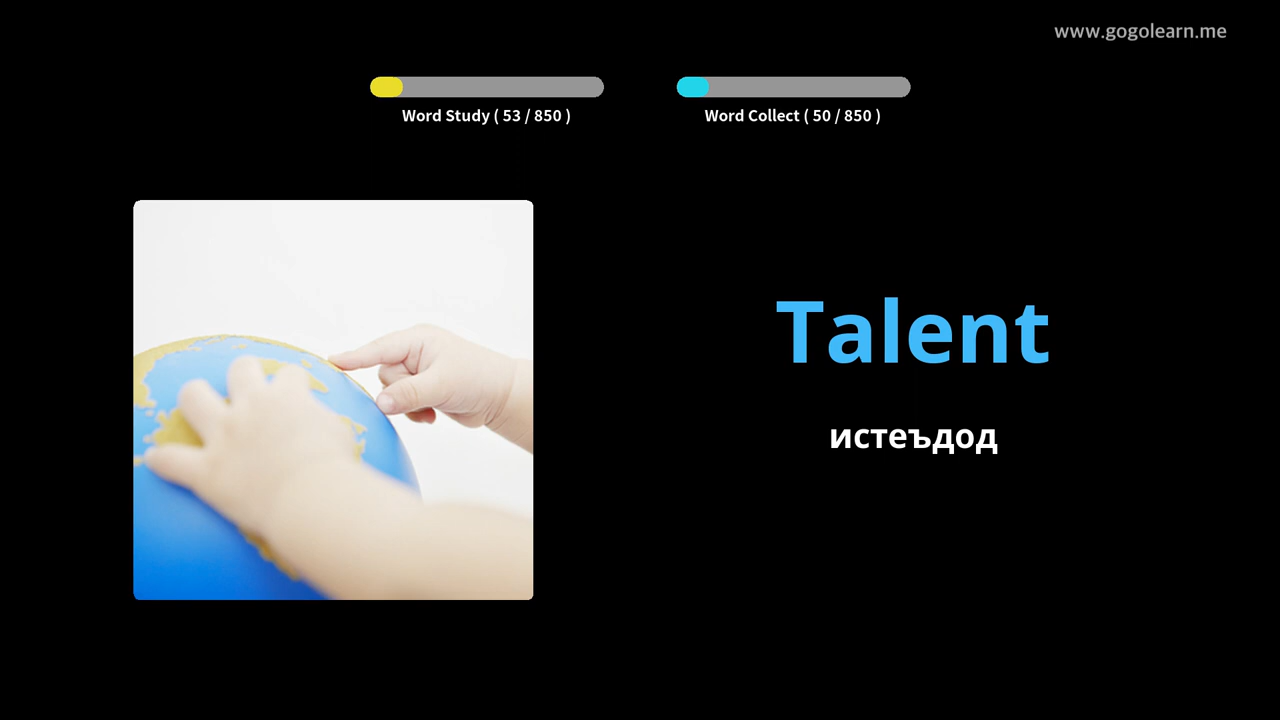 www.gogolearn.me
Word Study ( 53 / 850 )
Word Collect ( 50 / 850 )
Talent
истеъдод